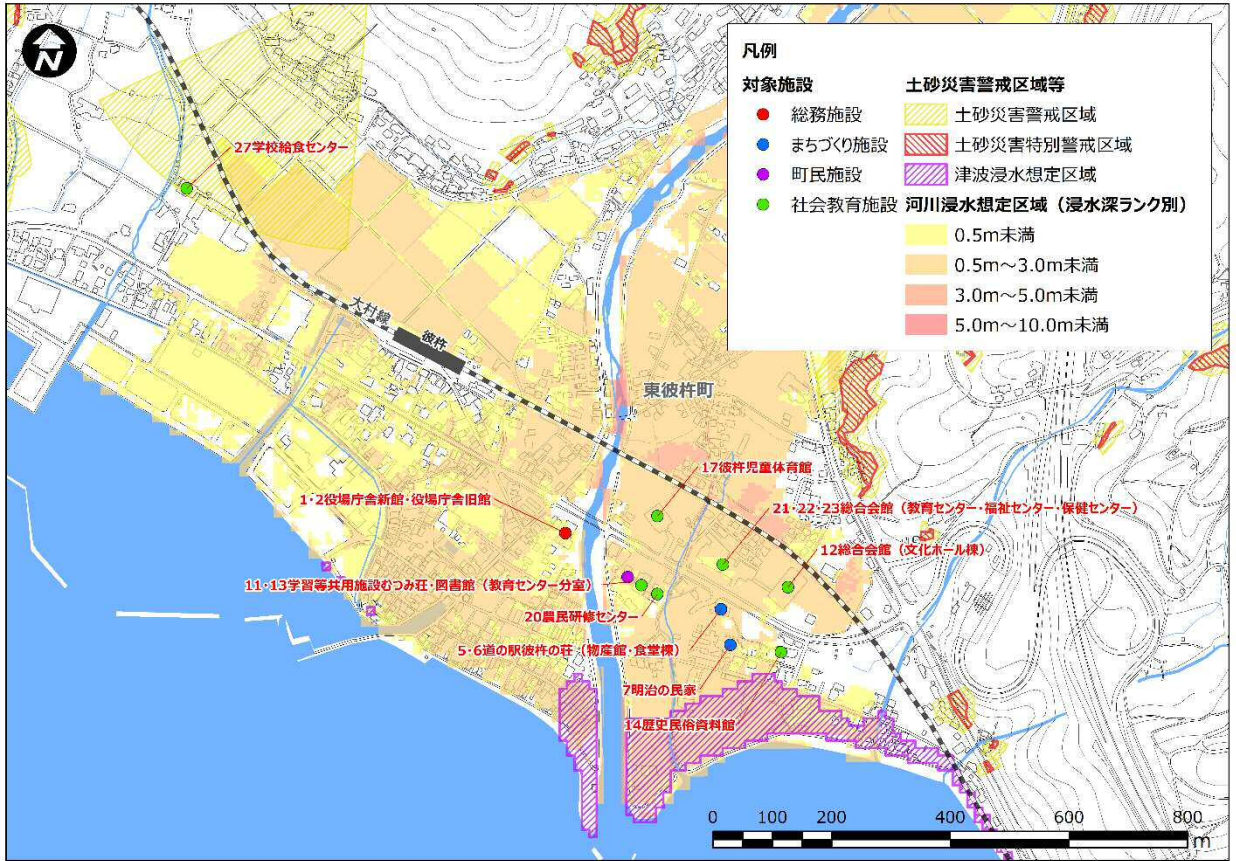 N
凡例
対象施設
総務施設
まちづくり施設
町民施設
社会教育施設
土砂災害警戒区域等
土砂災害警戒区域
土砂災害特別警戒区域
津波浸水想定区域
河川浸水想定区域（浸水深ランク別）
0.5m未満
0.5m～3.0m未満
3.0m～5.0m未満
5.0m～10.0m未満
27学校給食センター
大村線
彼杵
東彼杵町
17彼杵児童体育館
1・2役場庁舎新館・役場庁舎旧館
21・22・23総合会館（教育センター・福祉センター・保健センター）
12総合会館（文化ホール棟）
11・13学習等共用施設むつみ荘・図書館（教育センター分室）
20農民研修センター
5・6道の駅彼杵の荘（物産館・食堂棟）
7明治の民家
14歴史民俗資料館
0 100 200 400 600 800
m